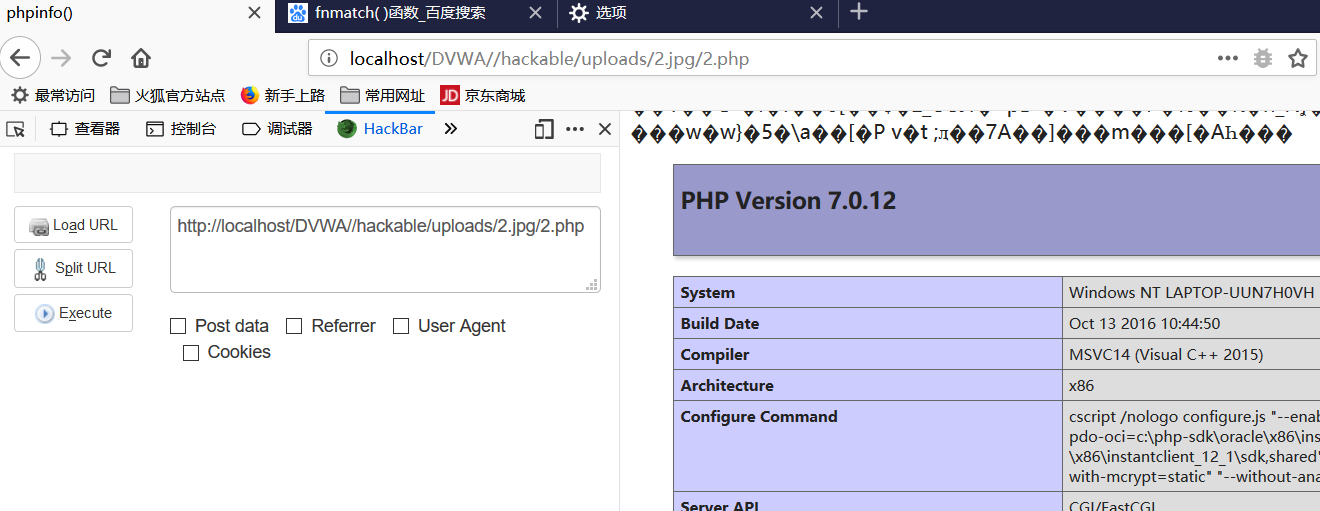 phpinfo()
fnmatch( )函数_百度搜索
选项
localhost/DVWA//hackable/uploads/2.jpg/2.php
最常访问
火狐官方站点
新手上路
常用网址
JD 京东商城
查看器
控制台
调试器
HackBar
Load URL
http://localhost/DVWA//hackable/uploads/2.jpg/2.php
Split URL
Execute
Post data
Referrer
User Agent
Cookies
���w�w}�5�\a��[�P v�t ;д��7A��]���m���[�Aһ���
PHP Version 7.0.12
System
Windows NT LAPTOP-UUN7H0VH
Build Date
Oct 13 2016 10:44:50
Compiler
MSVC14 (Visual C++ 2015)
Architecture
x86
Configure Command
cscript /nologo configure.js "--enab
pdo-oci=c:\php-sdk\oracle\x86\ins
\x86\instantclient_12_1\sdk,shared"
with-mcrypt=static" "--without-ana
Server API
CGI/FastCGI